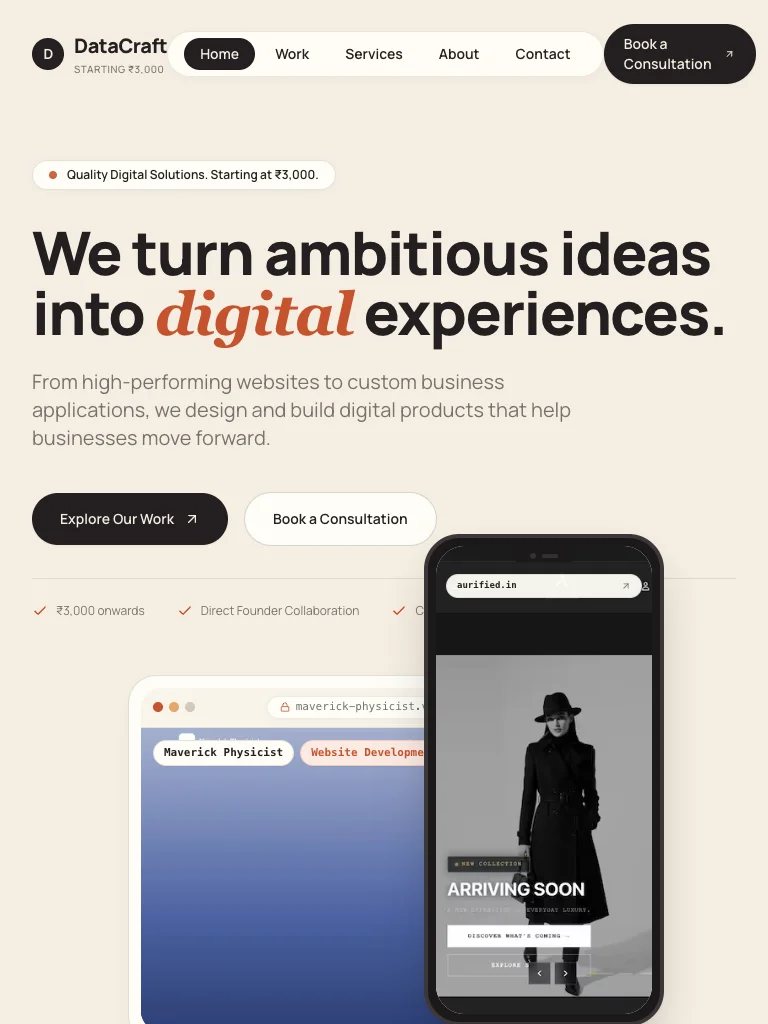 D
DataCraft
STARTING ₹3,000
Home
Work
Services
About
Contact
Book a
Consultation
Quality Digital Solutions. Starting at ₹3,000.
We turn ambitious ideas
into digital experiences.
From high-performing websites to custom business
applications, we design and build digital products that help
businesses move forward.
Explore Our Work
Book a Consultation
₹3,000 onwards
Direct Founder Collaboration
aurified.in
maverick-physicist.
Maverick Physicist
Website Developme
NEW COLLECTION
ARRIVING SOON
EVERYDAY LUXURY.
DISCOVER WHAT'S COMING →
EXPLORE